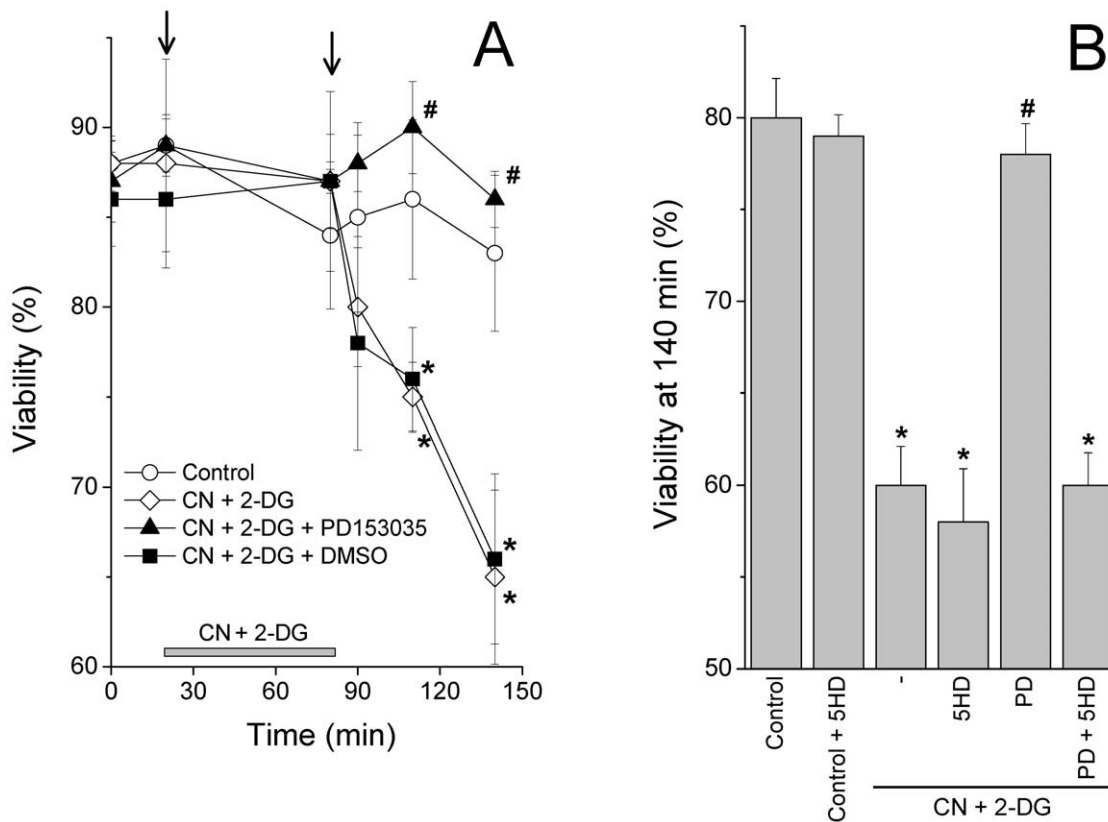 A
Viability (%)
90
80
70
60
#
#
*
*
*
*
Control
CN + 2-DG
CN + 2-DG + PD153035
CN + 2-DG + DMSO
CN + 2-DG
0 30 60 90 120 150
Time (min)
B
Viability at 140 min (%)
80
70
60
50
#
* * *
Control
Control + 5HD
-
5HD
PD
PD + 5HD
CN + 2-DG